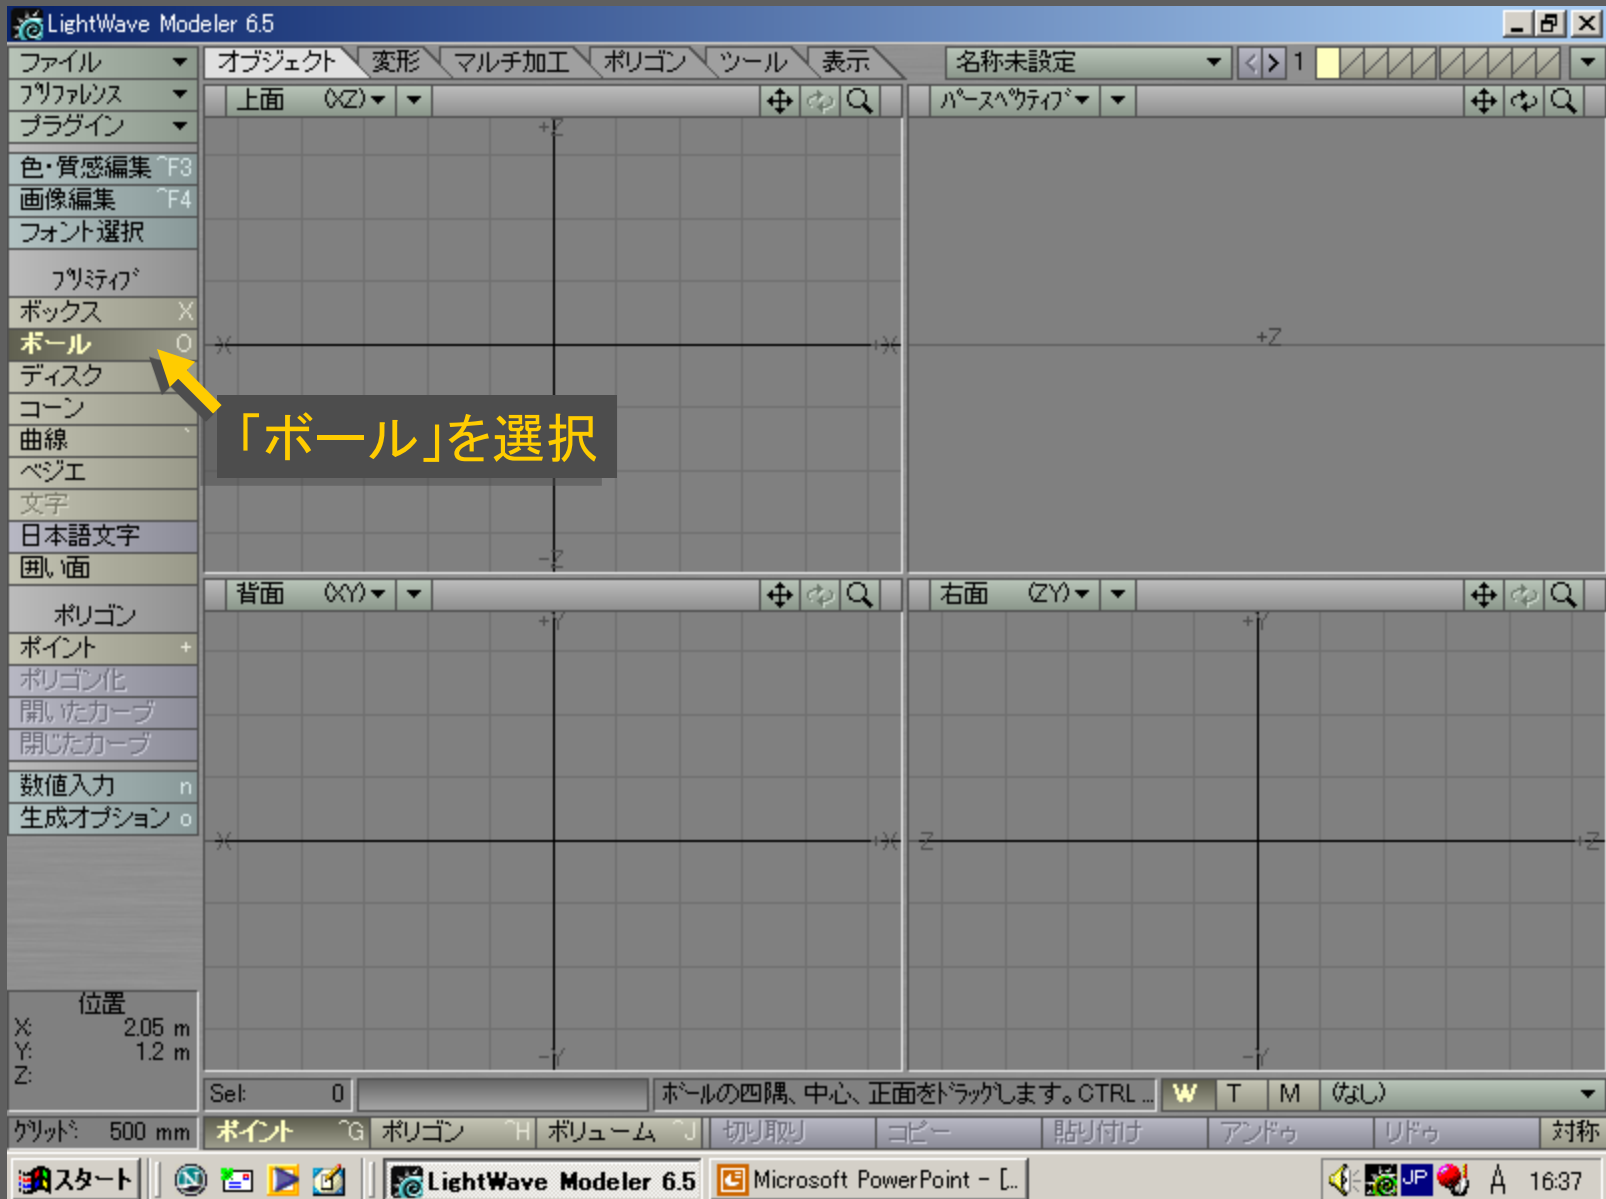 LightWave Modeler 6.5
ファイル
プリファレンス
プラグイン
オブジェクト 変形 マルチ加工 ポリゴン ツール 表示
名称未設定 < > 1
上面 (XZ)
パースペクティブ
色・質感編集 ^F3
画像編集 ^F4
フォント選択
プリミティブ
ボックス X
ボール O
ディスク
コーン
曲線 `
ベジエ
文字
日本語文字
囲い面
ポリゴン
ポイント +
ポリゴン化
開いたカーブ
閉じたカーブ
数値入力 n
生成オプション o
+Z
-X +X
-Z
+Z
「ボール」を選択
背面 (XY)
右面 (ZY)
+Y
-X +X
-Y
+Y
-Z +Z
-Y
位置
X: 2.05 m
Y: 1.2 m
Z:
Sel: 0
ボールの四隅、中心、正面をドラッグします。CTRL ...
W T M (なし)
グリッド: 500 mm
ポイント ^G ポリゴン ^H ボリューム ^J 切り取り コピー 貼り付け アンドゥ リドゥ 対称
スタート
LightWave Modeler 6.5
Microsoft PowerPoint - [...
JP A 16:37